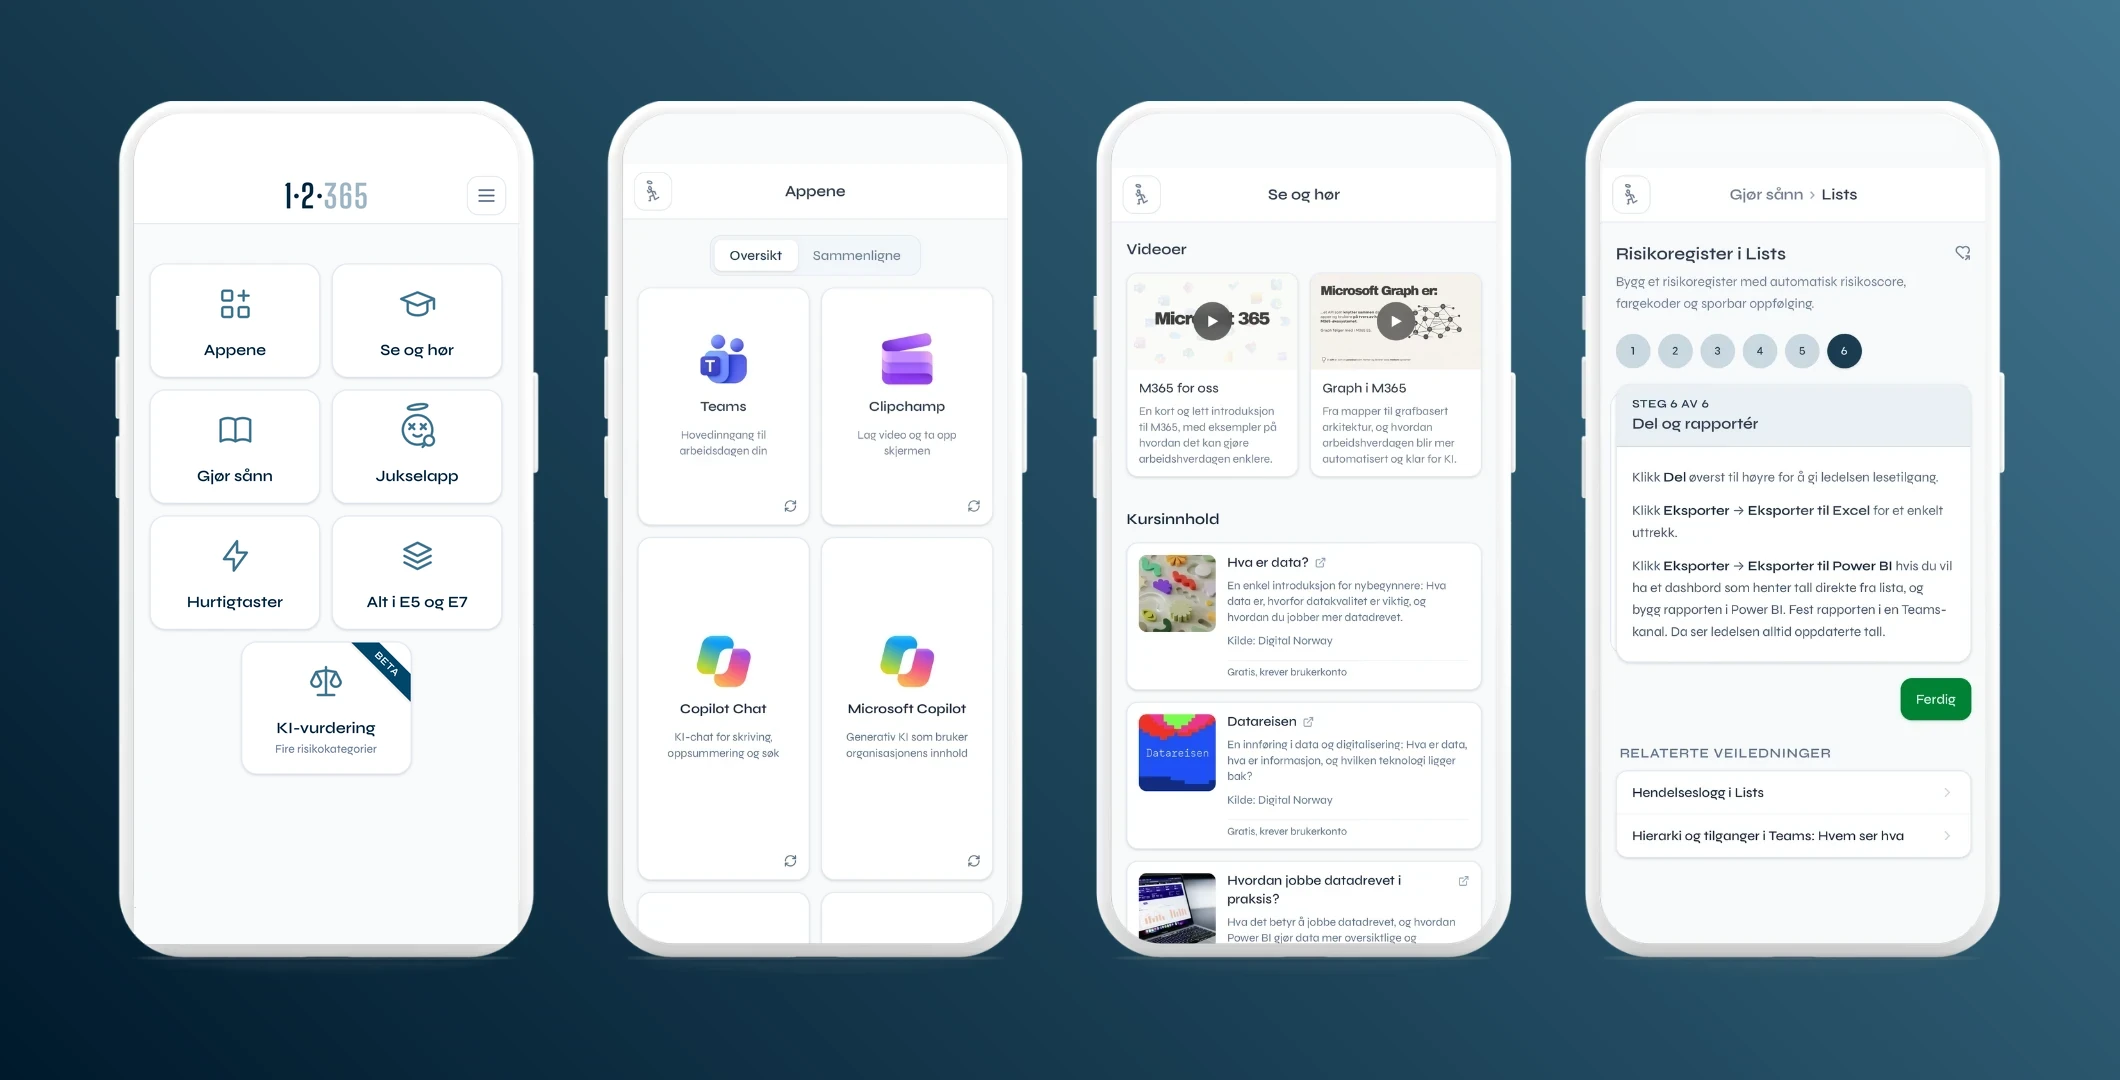 1·2·365
Appene
Se og hør
Gjør sånn
Jukselapp
Hurtigtaster
Alt i E5 og E7
BETA
KI-vurdering
Fire risikokategorier
Appene
Oversikt
Sammenligne
Teams
Hovedinngang til
arbeidsdagen din
Clipchamp
Lag video og ta opp
skjermen
Copilot Chat
KI-chat for skriving,
oppsummering og søk
Microsoft Copilot
Generativ KI som bruker
organisasjonens innhold
Se og hør
Videoer
365
M365 for oss
En kort og lett introduksjon
til M365, med eksempler på
hvordan det kan gjøre
arbeidshverdagen enklere.
Microsoft Graph er:
Graph i M365
Fra mapper til grafbasert
arkitektur, og hvordan
arbeidshverdagen blir mer
automatisert og klar for KI.
Kursinnhold
Hva er data?
En enkel introduksjon for nybegynnere: Hva
data er, hvorfor datakvalitet er viktig, og
hvordan du jobber mer datadrevet.
Kilde: Digital Norway
Gratis, krever brukerkonto
Datareisen
Datareisen
En innføring i data og digitalisering: Hva er data,
hva er informasjon, og hvilken teknologi ligger
bak?
Kilde: Digital Norway
Gratis, krever brukerkonto
Hvordan jobbe datadrevet i
praksis?
Hva det betyr å jobbe datadrevet, og hvordan
Power BI gjør data mer oversiktlige og
Gjør sånn › Lists
Risikoregister i Lists
Bygg et risikoregister med automatisk risikoscore,
fargekoder og sporbar oppfølging.
1 2 3 4 5 6
STEG 6 AV 6
Del og rapportér
Klikk Del øverst til høyre for å gi ledelsen lesetilgang.
Klikk Eksporter → Eksporter til Excel for et enkelt
uttrekk.
Klikk Eksporter → Eksporter til Power BI hvis du vil
ha et dashbord som henter tall direkte fra lista, og
bygg rapporten i Power BI. Fest rapporten i en Teams-
kanal. Da ser ledelsen alltid oppdaterte tall.
Ferdig
RELATERTE VEILEDNINGER
Hendelseslogg i Lists
Hierarki og tilganger i Teams: Hvem ser hva